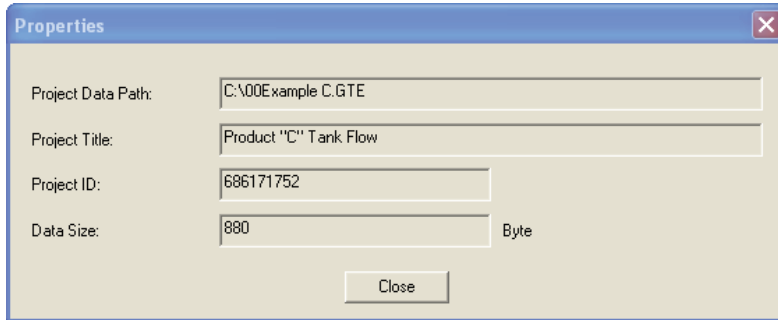 Properties
Project Data Path: C:\00Example C.GTE
Project Title: Product "C" Tank Flow
Project ID: 686171752
Data Size: 880 Byte
Close